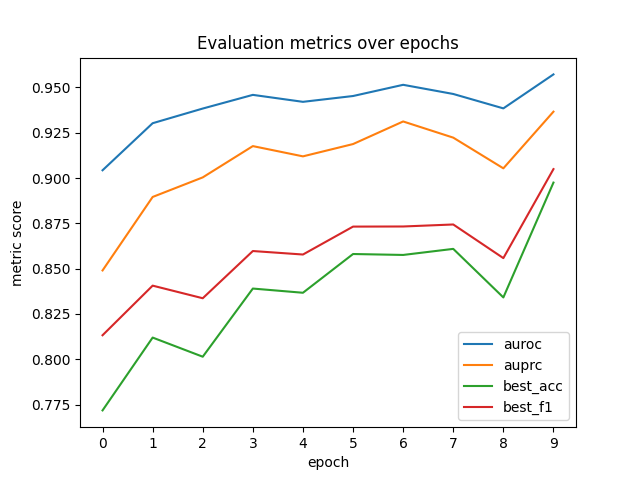 Evaluation metrics over epochs
metric score
0.950
0.925
0.900
0.875
0.850
0.825
0.800
0.775
auroc
auprc
best_acc
best_f1
0 1 2 3 4 5 6 7 8 9
epoch